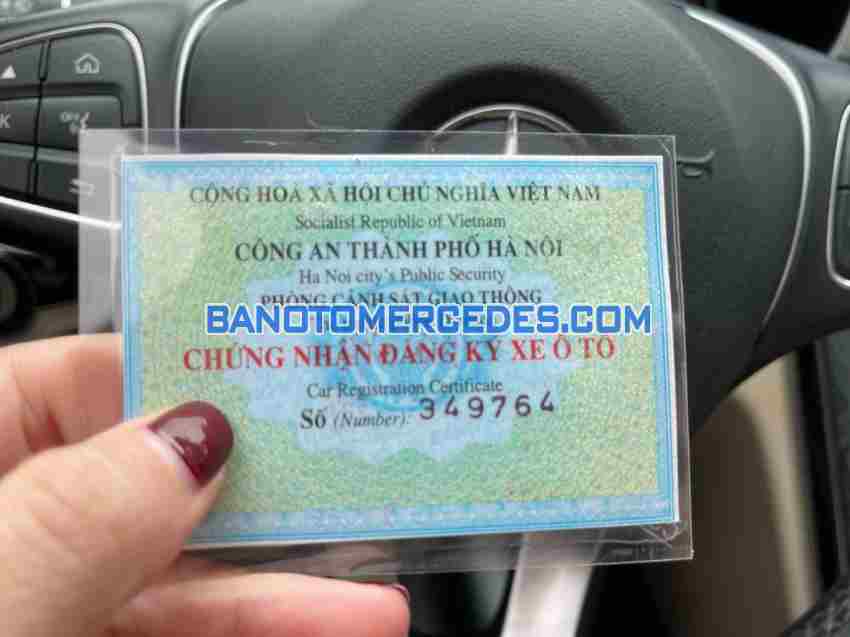 CỘNG HOÀ XÃ HỘI CHỦ NGHĨA VIỆT NAM
Socialist Republic of Vietnam
CÔNG AN THÀNH PHỐ HÀ NỘI
Ha Noi city's Public Security
PHÒNG CẢNH SÁT GIAO THÔNG
BANOTOMERCEDES.COM
CHỨNG NHẬN ĐĂNG KÝ XE Ô TÔ
Car Registration Certificate
Số (Number): 349764